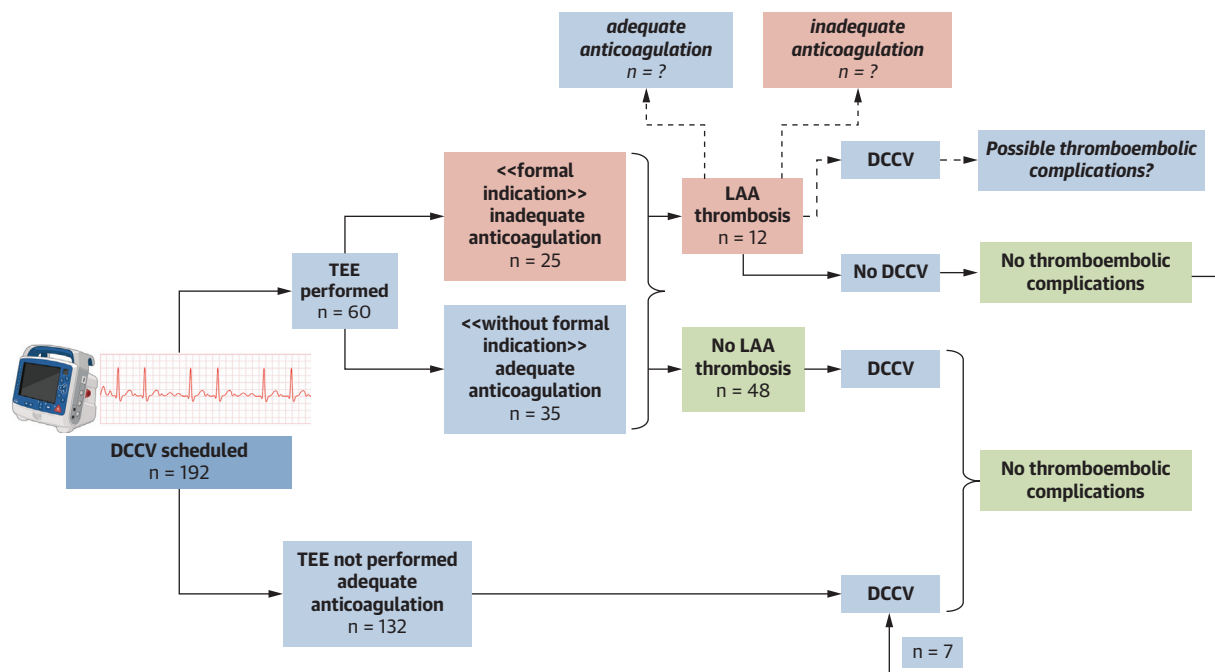 adequate
anticoagulation
n = ?
inadequate
anticoagulation
n = ?
DCCV
Possible thromboembolic
complications?
<<formal
indication>>
inadequate
anticoagulation
n = 25
LAA
thrombosis
n = 12
No DCCV
No thromboembolic
complications
TEE
performed
n = 60
<<without formal
indication>>
adequate
anticoagulation
n = 35
No LAA
thrombosis
n = 48
DCCV
DCCV scheduled
n = 192
No thromboembolic
complications
TEE not performed
adequate
anticoagulation
n = 132
DCCV
n = 7